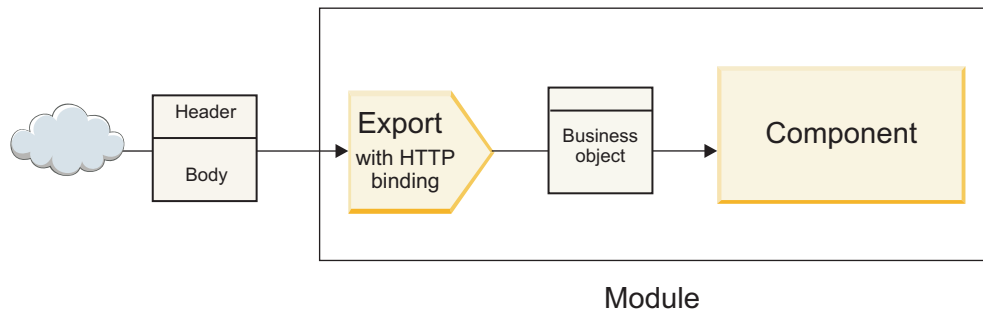 Header
Body
Export
with HTTP
binding
Business
object
Component
Module